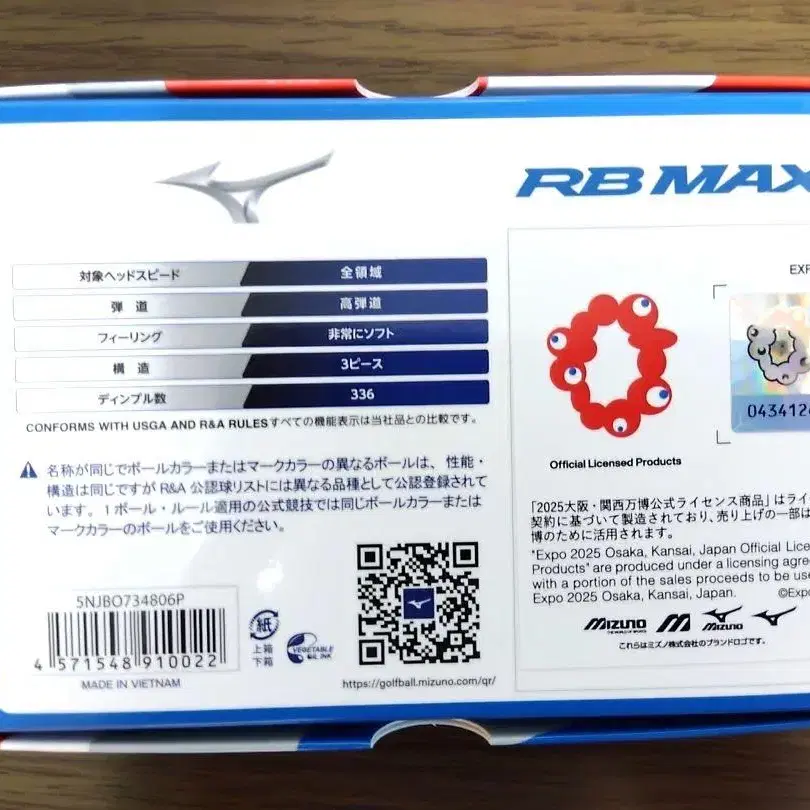 RB MAX
対象ヘッドスピード 全領域
弾道 高弾道
フィーリング 非常にソフト
構造 3ピース
ディンプル数 336
CONFORMS WITH USGA AND R&A RULESすべての機能表示は当社品との比較です。
名称が同じでボールカラーまたはマークカラーの異なるボールは、性能・
構造は同じですが R&A 公認球リストには異なる品種として公認登録されて
います。1ボール・ルール適用の公式競技では同じボールカラーまたは
マークカラーのボールをご使用ください。
5NJBO734806P
4 571548 910022
MADE IN VIETNAM
紙
上箱
下箱
VEGETABLE
OIL INK
https://golfball.mizuno.com/qr/
Official Licensed Products
「2025大阪・関西万博公式ライセンス商品」はライ
契約に基づいて製造されており、売り上げの一部は
博のために活用されます。
"Expo 2025 Osaka, Kansai, Japan Official Lice
Products" are produced under a licensing agre
with a portion of the sales proceeds to be use
Expo 2025 Osaka, Kansai, Japan. ©Expo
MIZUNO
THE WORLD OF SPORTS
MIZUNO
これらはミズノ株式会社のブランドロゴです。